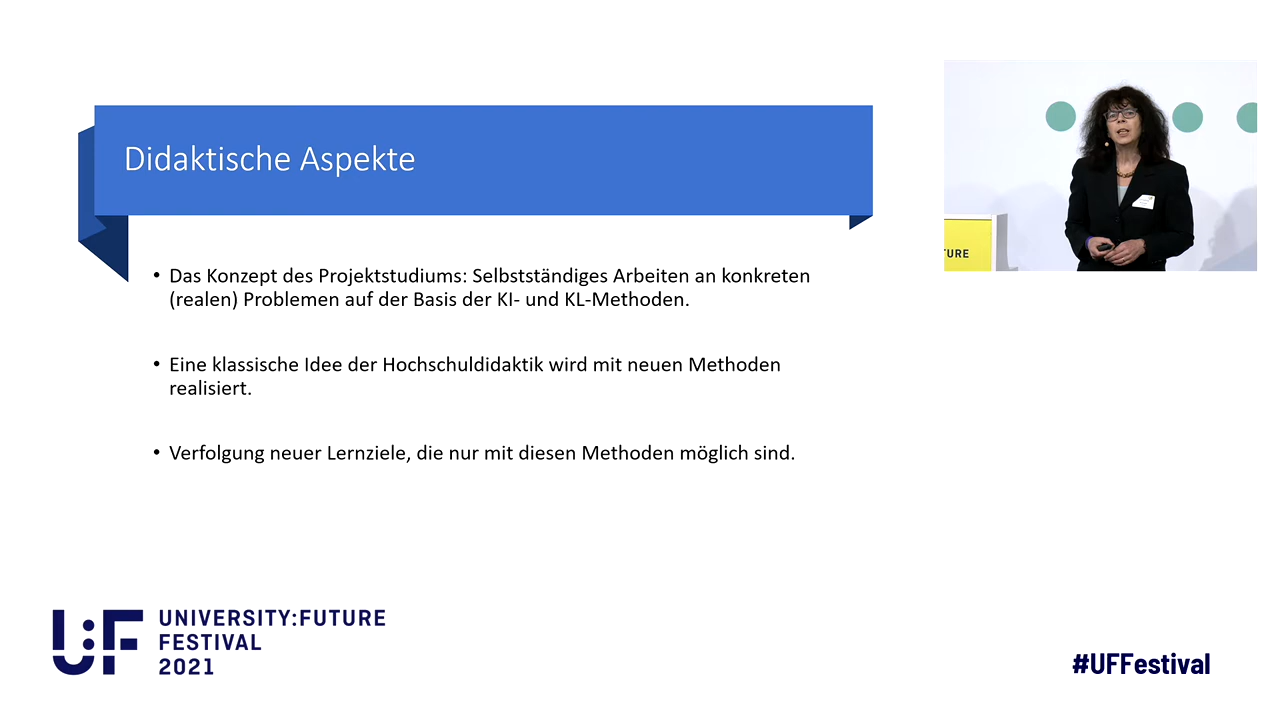 Didaktische Aspekte
• Das Konzept des Projektstudiums: Selbstständiges Arbeiten an konkreten
(realen) Problemen auf der Basis der KI- und KL-Methoden.
• Eine klassische Idee der Hochschuldidaktik wird mit neuen Methoden
realisiert.
• Verfolgung neuer Lernziele, die nur mit diesen Methoden möglich sind.
TURE
U:F
UNIVERSITY:FUTURE
FESTIVAL
2021
#UFFestival